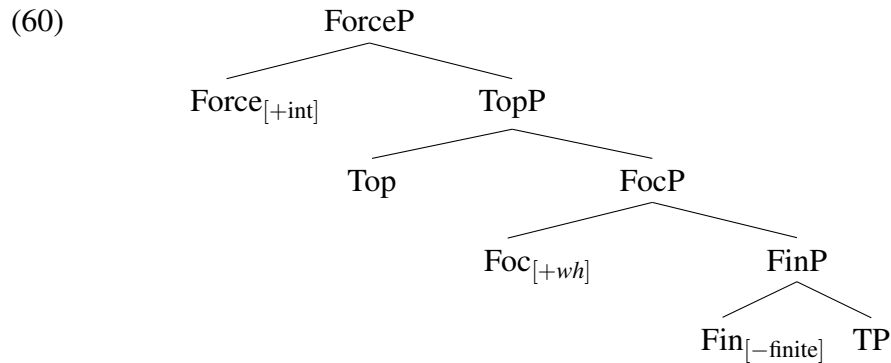 (60) ForceP
Force[+int] TopP
Top FocP
Foc[+wh] FinP
Fin[−finite] TP